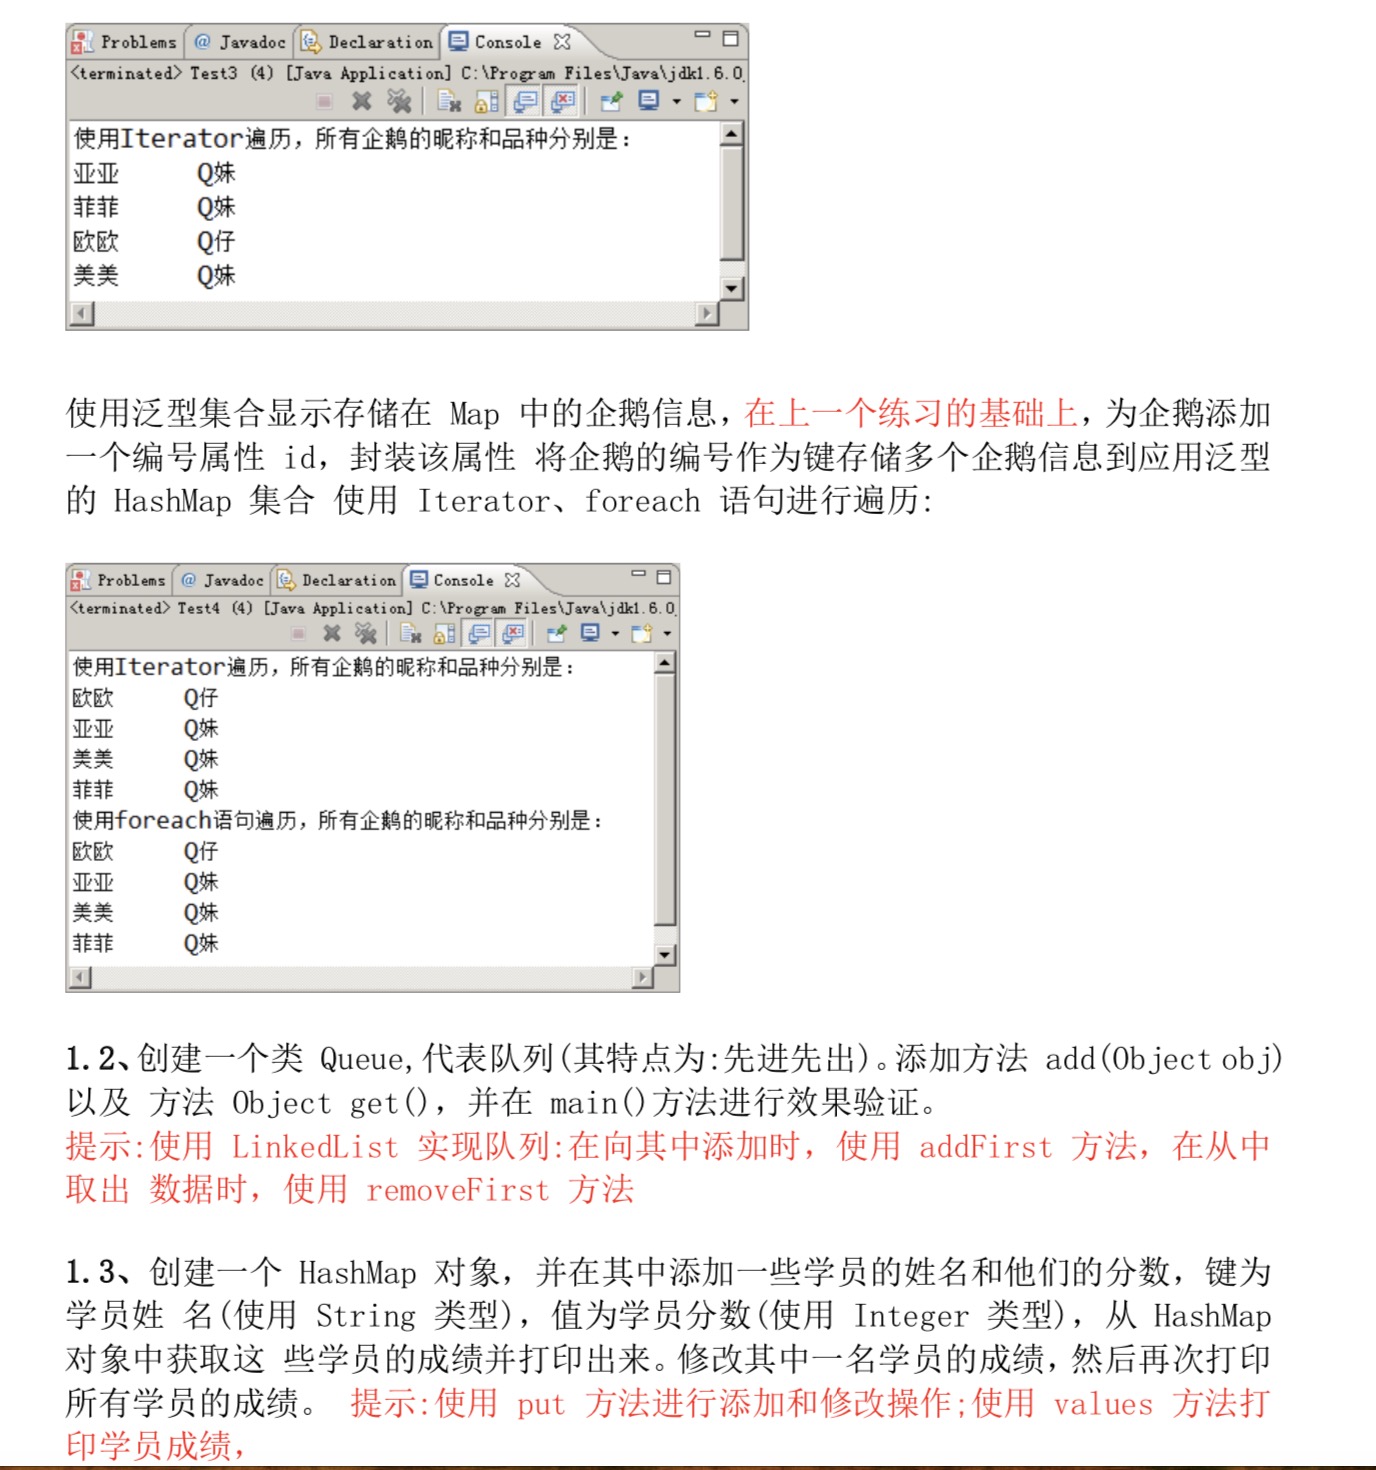 Problems @ Javadoc Declaration Console
<terminated> Test3 (4) [Java Application] C:\Program Files\Java\jdk1.6.0
使用Iterator遍历，所有企鹅的昵称和品种分别是：
亚亚 Q妹
菲菲 Q妹
欧欧 Q仔
美美 Q妹
使用泛型集合显示存储在 Map 中的企鹅信息，在上一个练习的基础上，为企鹅添加
一个编号属性 id，封装该属性 将企鹅的编号作为键存储多个企鹅信息到应用泛型
的 HashMap 集合 使用 Iterator、foreach 语句进行遍历:
Problems @ Javadoc Declaration Console
<terminated> Test4 (4) [Java Application] C:\Program Files\Java\jdk1.6.0
使用Iterator遍历，所有企鹅的昵称和品种分别是：
欧欧 Q仔
亚亚 Q妹
美美 Q妹
菲菲 Q妹
使用foreach语句遍历，所有企鹅的昵称和品种分别是：
欧欧 Q仔
亚亚 Q妹
美美 Q妹
菲菲 Q妹
1.2、创建一个类 Queue,代表队列(其特点为:先进先出)。添加方法 add(Object obj)
以及 方法 Object get()，并在 main()方法进行效果验证。
提示:使用 LinkedList 实现队列:在向其中添加时，使用 addFirst 方法，在从中
取出 数据时，使用 removeFirst 方法
1.3、创建一个 HashMap 对象，并在其中添加一些学员的姓名和他们的分数，键为
学员姓 名(使用 String 类型)，值为学员分数(使用 Integer 类型)，从 HashMap
对象中获取这 些学员的成绩并打印出来。修改其中一名学员的成绩，然后再次打印
所有学员的成绩。 提示:使用 put 方法进行添加和修改操作;使用 values 方法打
印学员成绩，